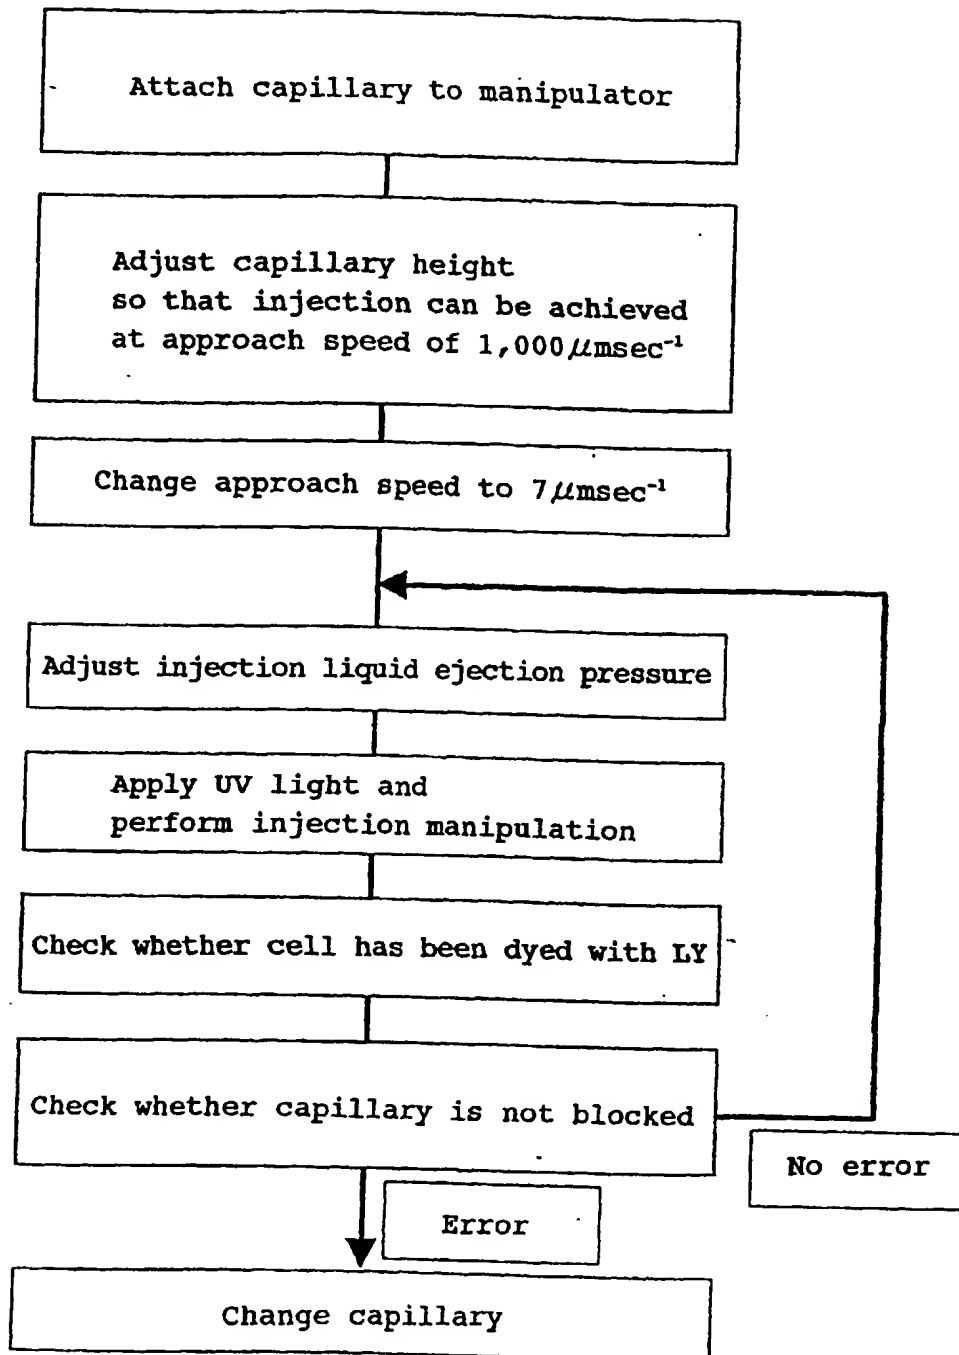 Attach capillary to manipulator
Adjust capillary height
so that injection can be achieved
at approach speed of 1,000μmsec⁻¹
Change approach speed to 7μmsec⁻¹
Adjust injection liquid ejection pressure
Apply UV light and
perform injection manipulation
Check whether cell has been dyed with LY
Check whether capillary is not blocked
No error
Error
Change capillary